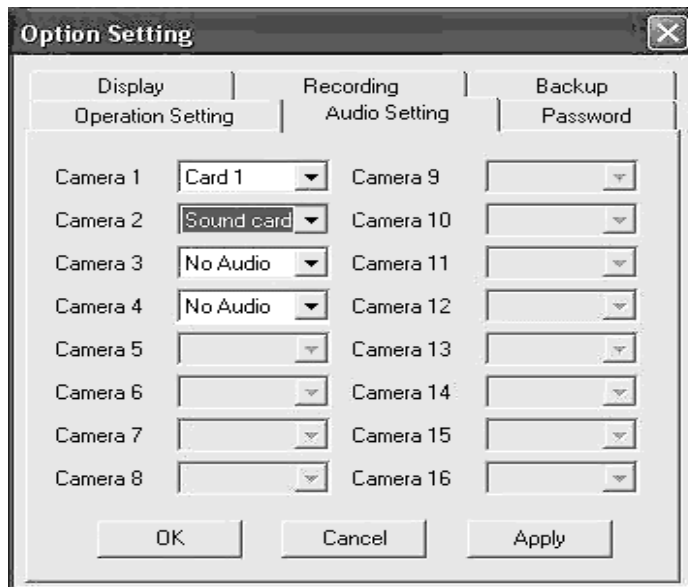 Option Setting
Display Recording Backup
Operation Setting Audio Setting Password
Camera 1 Card 1 Camera 9
Camera 2 Sound card Camera 10
Camera 3 No Audio Camera 11
Camera 4 No Audio Camera 12
Camera 5 Camera 13
Camera 6 Camera 14
Camera 7 Camera 15
Camera 8 Camera 16
OK Cancel Apply